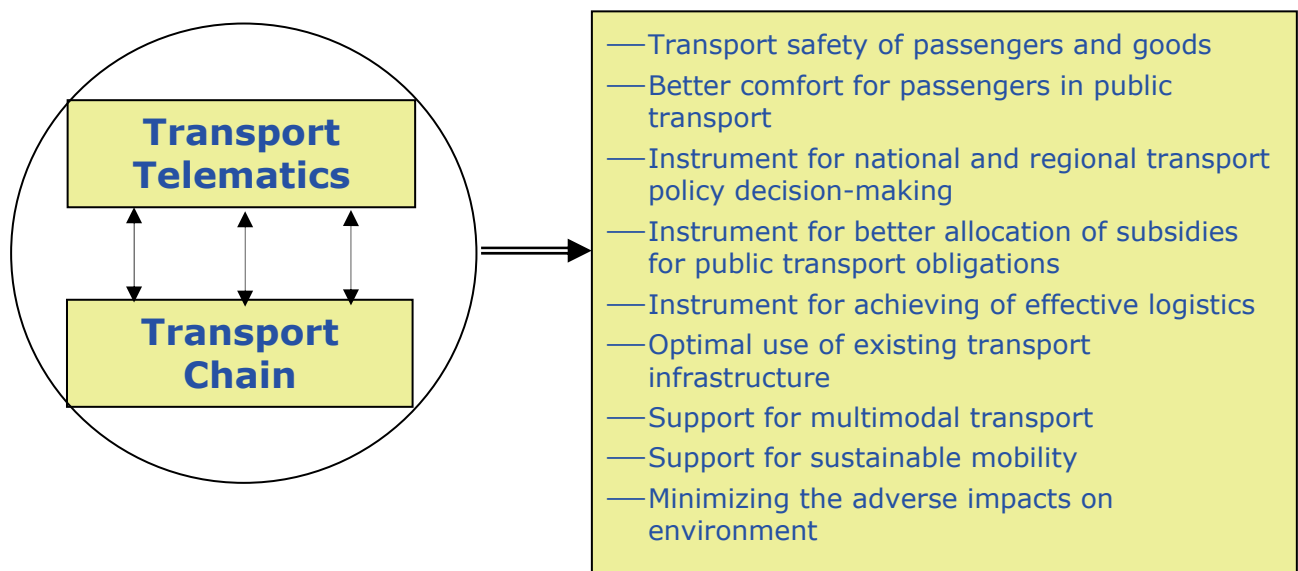 Transport
Telematics
Transport
Chain
—Transport safety of passengers and goods
—Better comfort for passengers in public
transport
—Instrument for national and regional transport
policy decision-making
—Instrument for better allocation of subsidies
for public transport obligations
—Instrument for achieving of effective logistics
—Optimal use of existing transport
infrastructure
—Support for multimodal transport
—Support for sustainable mobility
—Minimizing the adverse impacts on
environment